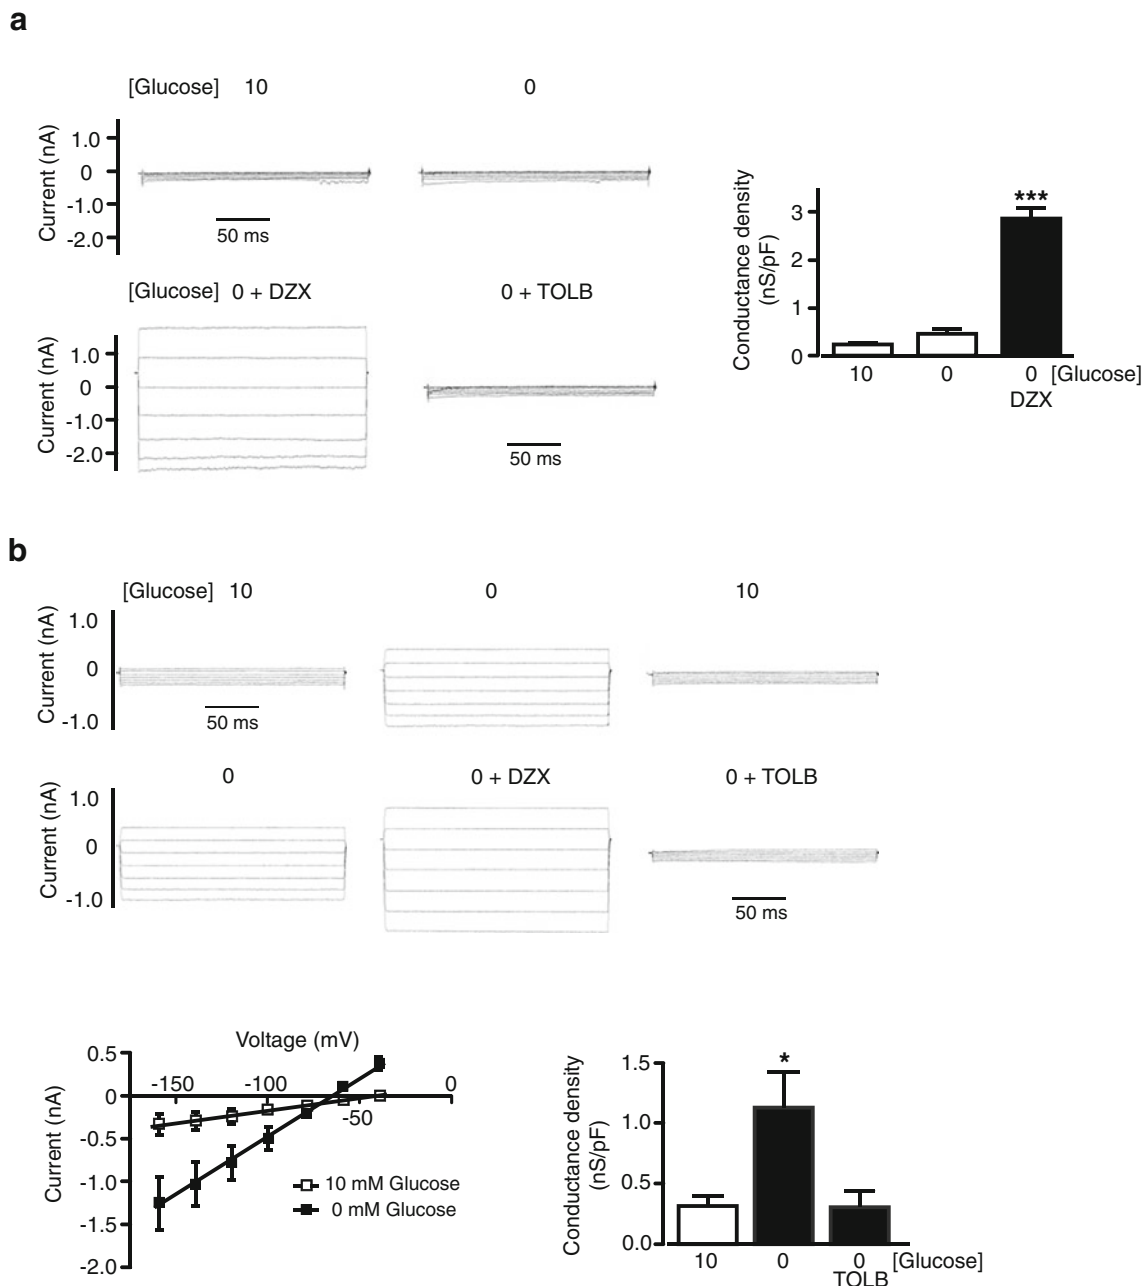 a
[Glucose] 10 0
Current (nA)
1.0
0
-1.0
-2.0
50 ms
[Glucose] 0 + DZX 0 + TOLB
Current (nA)
1.0
0
-1.0
-2.0
50 ms
Conductance density
(nS/pF)
3
2
1
0
***
10 0 0 [Glucose]
DZX
b
[Glucose] 10 0 10
Current (nA)
1.0
0
-1.0
50 ms
0 0 + DZX 0 + TOLB
Current (nA)
1.0
0
-1.0
50 ms
Voltage (mV)
Current (nA)
0.5
0
-0.5
-1.0
-1.5
-2.0
-150 -100 -50 0
10 mM Glucose
0 mM Glucose
Conductance density
(nS/pF)
1.5
1.0
0.5
0.0
*
10 0 0 [Glucose]
TOLB